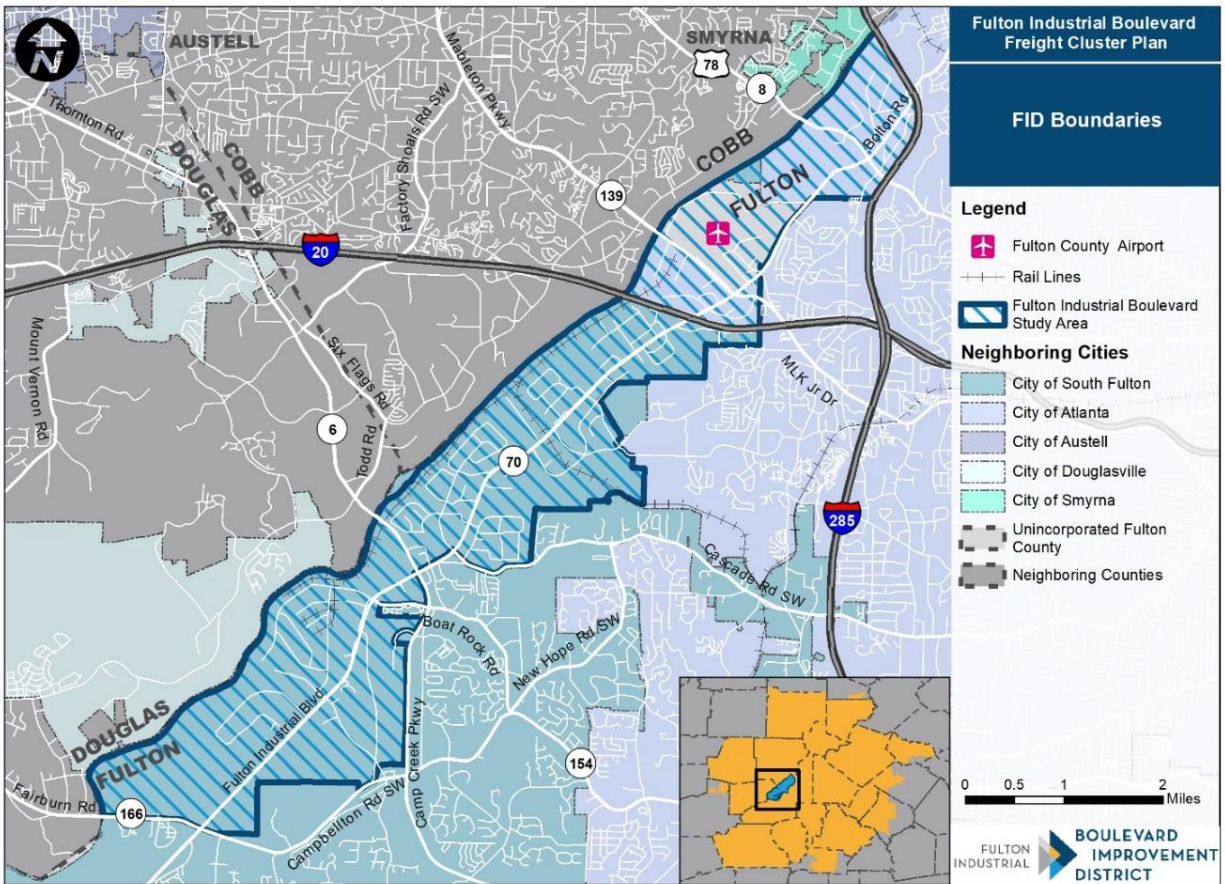 Fulton Industrial Boulevard
Freight Cluster Plan
FID Boundaries
Legend
Fulton County Airport
Rail Lines
Fulton Industrial Boulevard
Study Area
Neighboring Cities
City of South Fulton
City of Atlanta
City of Austell
City of Douglasville
City of Smyrna
Unincorporated Fulton
County
Neighboring Counties
0 0.5 1 2
Miles
FULTON
INDUSTRIAL
BOULEVARD
IMPROVEMENT
DISTRICT
N
AUSTELL
SMYRNA
78
8
Mableton Pkwy
Thornton Rd
COBB
DOUGLAS
Factory Shoals Rd SW
COBB
FULTON
Bolton Rd
139
20
Mount Vernon Rd
Six Flags Rd
Todd Rd
6
70
MLK Jr Dr
285
Cascade Rd SW
Boat Rock Rd
New Hope Rd SW
DOUGLAS
FULTON
Fulton Industrial Blvd
Camp Creek Pkwy
154
Fairburn Rd
166
Campbellton Rd SW